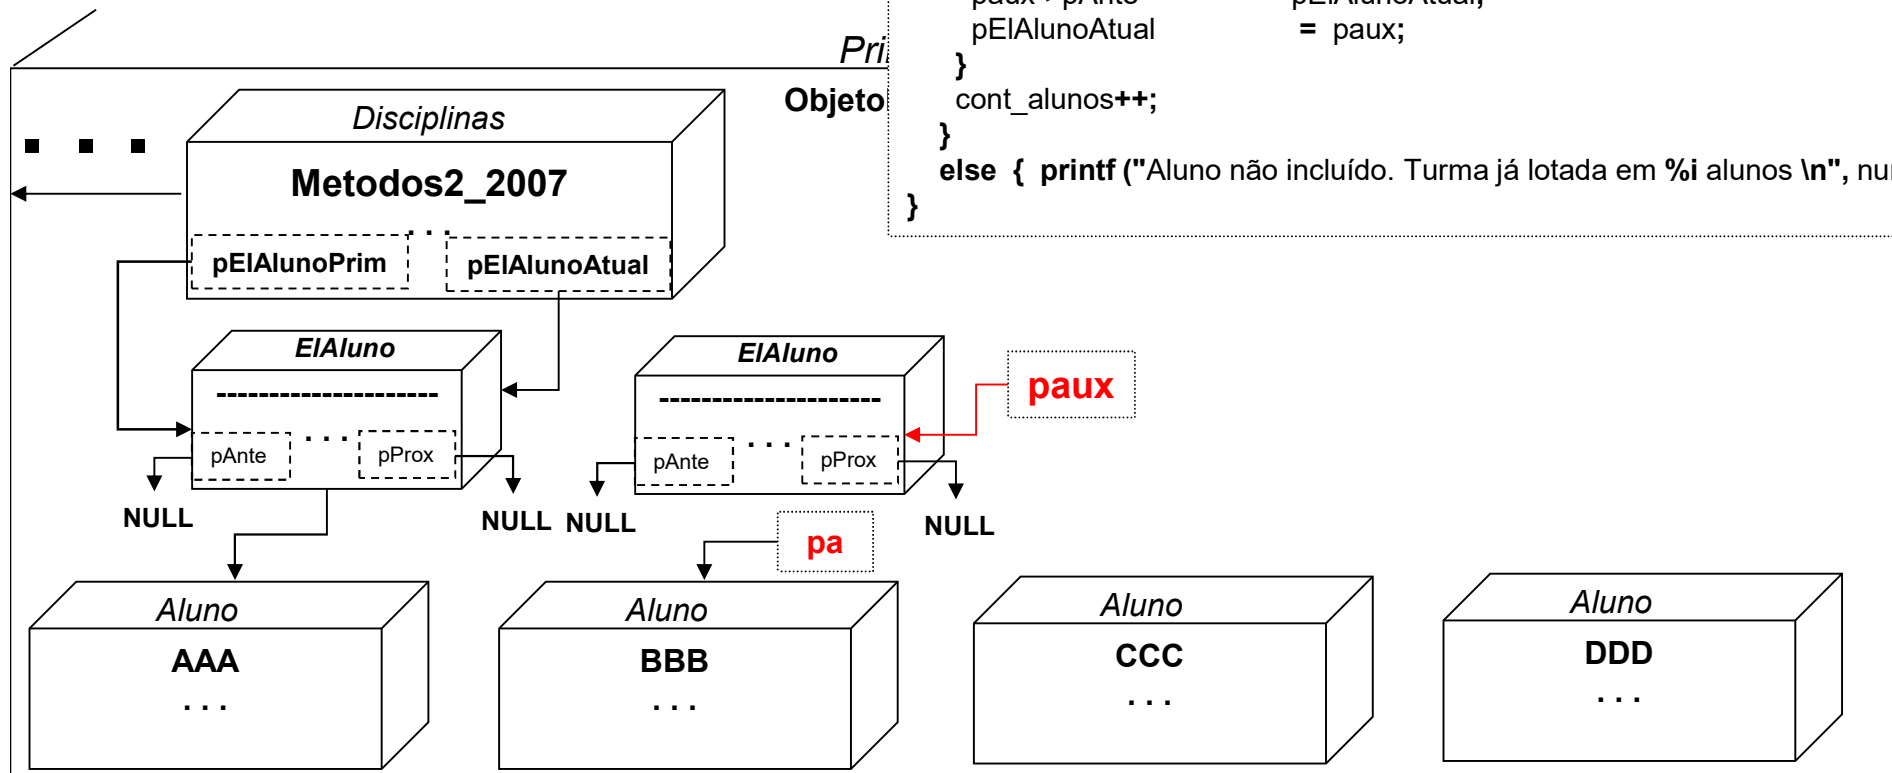 pElAlunoAtual;
pElAlunoAtual = paux;
}
cont_alunos++;
}
else { printf ("Aluno não incluído. Turma já lotada em %i alunos \n",
}
Pri
Objeto
Disciplinas
. . .
Metodos2_2007
. . .
pElAlunoPrim
pElAlunoAtual
ElAluno
---------------------
pAnte
. . .
pProx
NULL
NULL
ElAluno
---------------------
pAnte
. . .
pProx
NULL
NULL
paux
pa
Aluno
AAA
. . .
Aluno
BBB
. . .
Aluno
CCC
. . .
Aluno
DDD
. . .